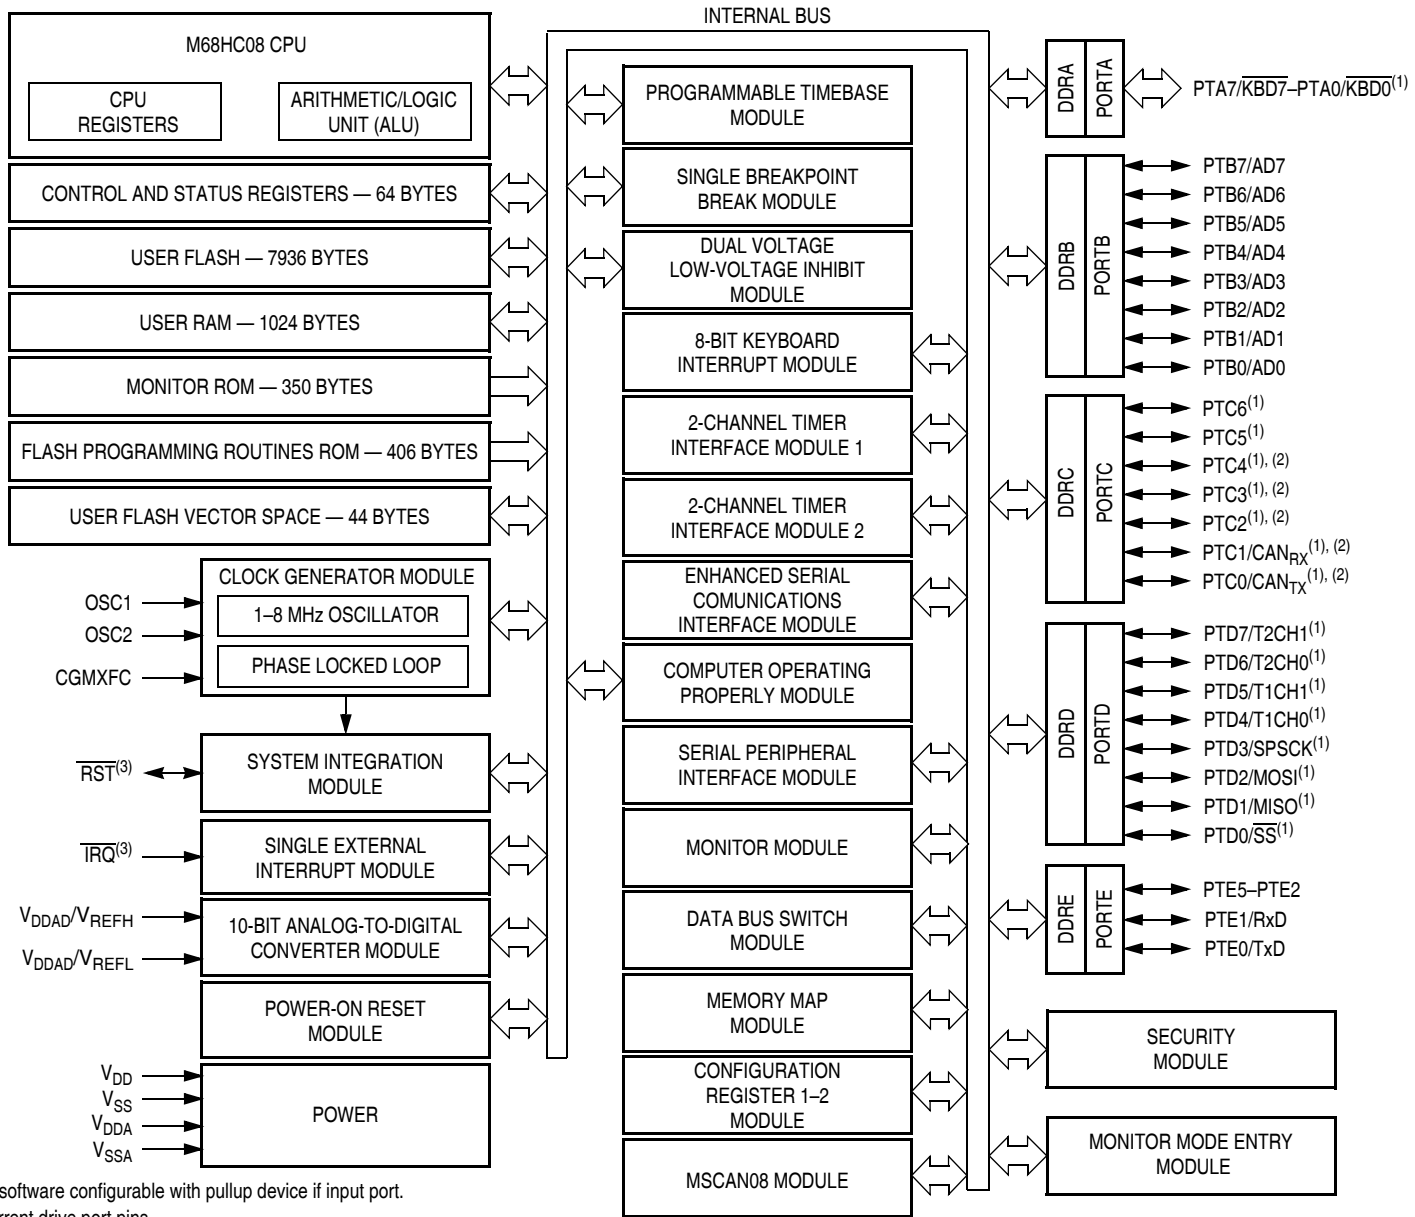 INTERNAL BUS
M68HC08 CPU
CPU
REGISTERS
ARITHMETIC/LOGIC
UNIT (ALU)
CONTROL AND STATUS REGISTERS — 64 BYTES
USER FLASH — 7936 BYTES
USER RAM — 1024 BYTES
MONITOR ROM — 350 BYTES
FLASH PROGRAMMING ROUTINES ROM — 406 BYTES
USER FLASH VECTOR SPACE — 44 BYTES
CLOCK GENERATOR MODULE
1–8 MHz OSCILLATOR
PHASE LOCKED LOOP
OSC1
OSC2
CGMXFC
SYSTEM INTEGRATION
MODULE
RST(3)
SINGLE EXTERNAL
INTERRUPT MODULE
IRQ(3)
10-BIT ANALOG-TO-DIGITAL
CONVERTER MODULE
VDDAD/VREFH
VDDAD/VREFL
POWER-ON RESET
MODULE
POWER
VDD
VSS
VDDA
VSSA
PROGRAMMABLE TIMEBASE
MODULE
SINGLE BREAKPOINT
BREAK MODULE
DUAL VOLTAGE
LOW-VOLTAGE INHIBIT
MODULE
8-BIT KEYBOARD
INTERRUPT MODULE
2-CHANNEL TIMER
INTERFACE MODULE 1
2-CHANNEL TIMER
INTERFACE MODULE 2
ENHANCED SERIAL
COMUNICATIONS
INTERFACE MODULE
COMPUTER OPERATING
PROPERLY MODULE
SERIAL PERIPHERAL
INTERFACE MODULE
MONITOR MODULE
DATA BUS SWITCH
MODULE
MEMORY MAP
MODULE
CONFIGURATION
REGISTER 1–2
MODULE
MSCAN08 MODULE
DDRA
PORTA
PTA7/KBD7–PTA0/KBD0(1)
DDRB
PORTB
PTB7/AD7
PTB6/AD6
PTB5/AD5
PTB4/AD4
PTB3/AD3
PTB2/AD2
PTB1/AD1
PTB0/AD0
DDRC
PORTC
PTC6(1)
PTC5(1)
PTC4(1), (2)
PTC3(1), (2)
PTC2(1), (2)
PTC1/CANRX(1), (2)
PTC0/CANTX(1), (2)
DDRD
PORTD
PTD7/T2CH1(1)
PTD6/T2CH0(1)
PTD5/T1CH1(1)
PTD4/T1CH0(1)
PTD3/SPSCK(1)
PTD2/MOSI(1)
PTD1/MISO(1)
PTD0/SS(1)
DDRE
PORTE
PTE5–PTE2
PTE1/RxD
PTE0/TxD
SECURITY
MODULE
MONITOR MODE ENTRY
MODULE
software configurable with pullup device if input port.